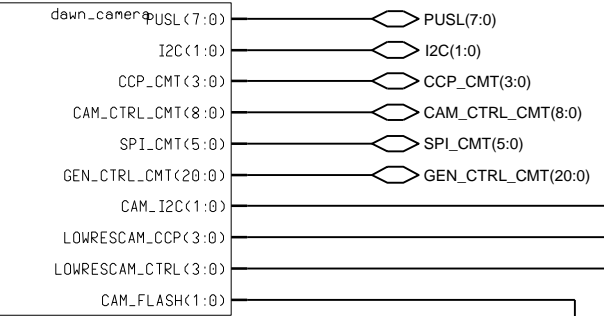 dawn_camera
PUSL(7:0) PUSL(7:0)
I2C(1:0) I2C(1:0)
CCP_CMT(3:0) CCP_CMT(3:0)
CAM_CTRL_CMT(8:0) CAM_CTRL_CMT(8:0)
SPI_CMT(5:0) SPI_CMT(5:0)
GEN_CTRL_CMT(20:0) GEN_CTRL_CMT(20:0)
CAM_I2C(1:0)
LOWRESCAM_CCP(3:0)
LOWRESCAM_CTRL(3:0)
CAM_FLASH(1:0)